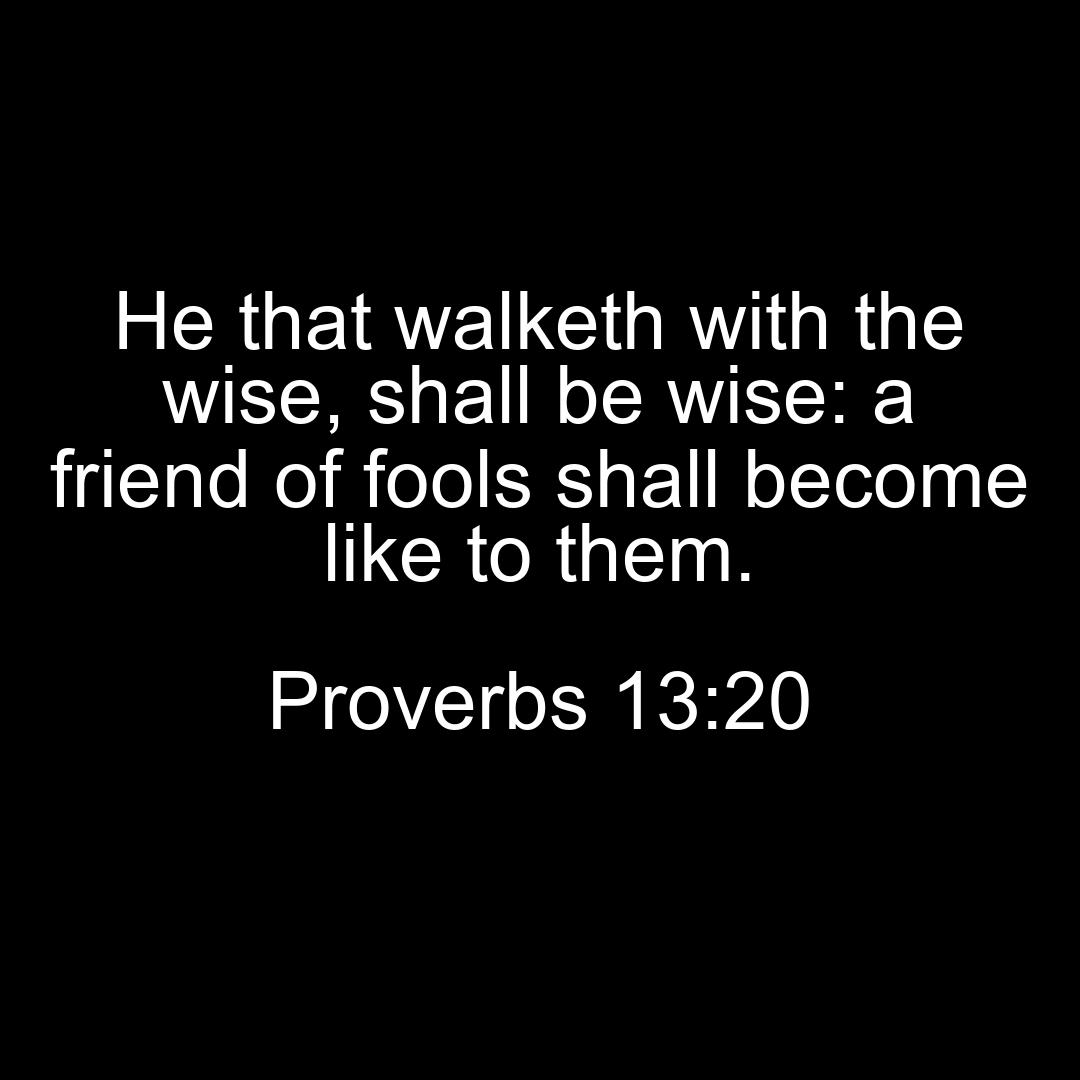 He that walketh with the
wise, shall be wise: a
friend of fools shall become
like to them.
Proverbs 13:20